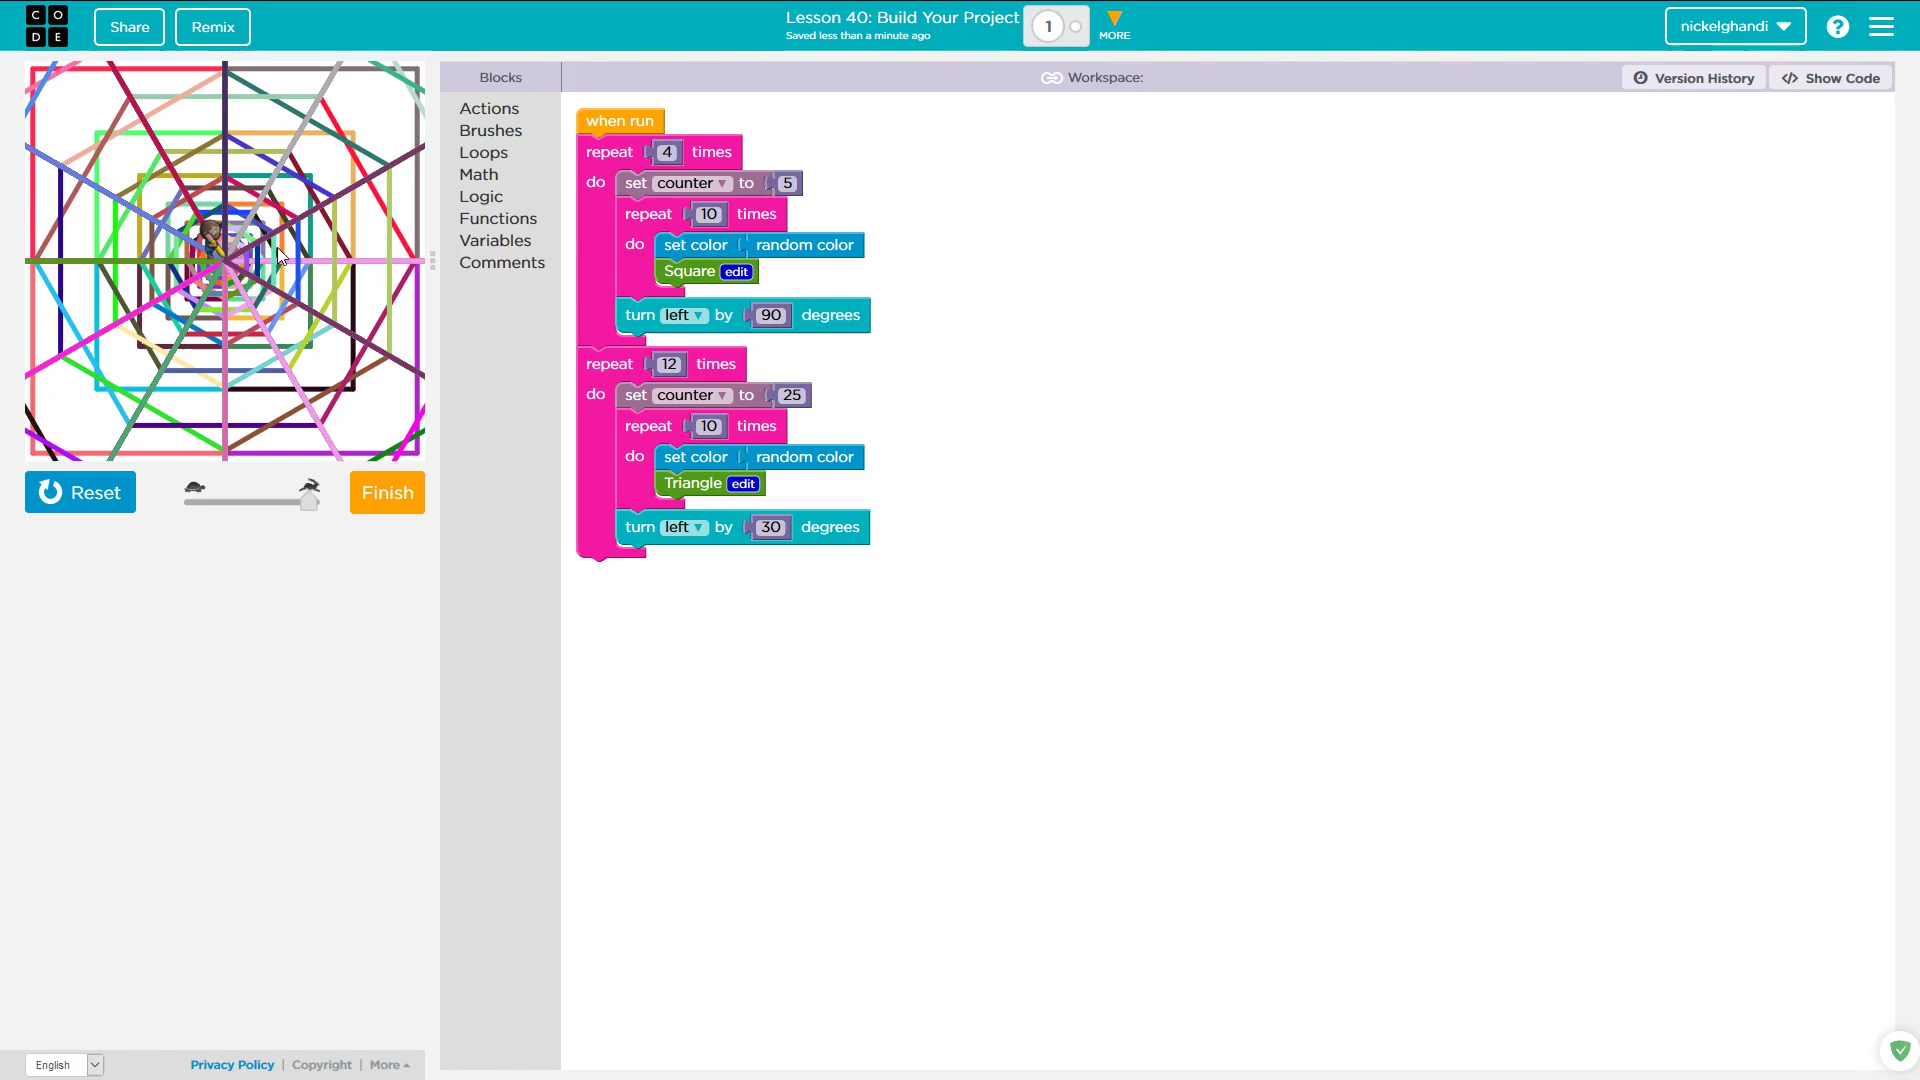 C O
D E
Share
Remix
Lesson 40: Build Your Project
Saved less than a minute ago
1
MORE
nickelghandi
?
Blocks
Workspace:
Version History
</> Show Code
Actions
Brushes
Loops
Math
Logic
Functions
Variables
Comments
when run
repeat 4 times
do set counter to 5
repeat 10 times
do set color random color
Square edit
turn left by 90 degrees
repeat 12 times
do set counter to 25
repeat 10 times
do set color random color
Triangle edit
turn left by 30 degrees
Reset
Finish
English
Privacy Policy | Copyright | More